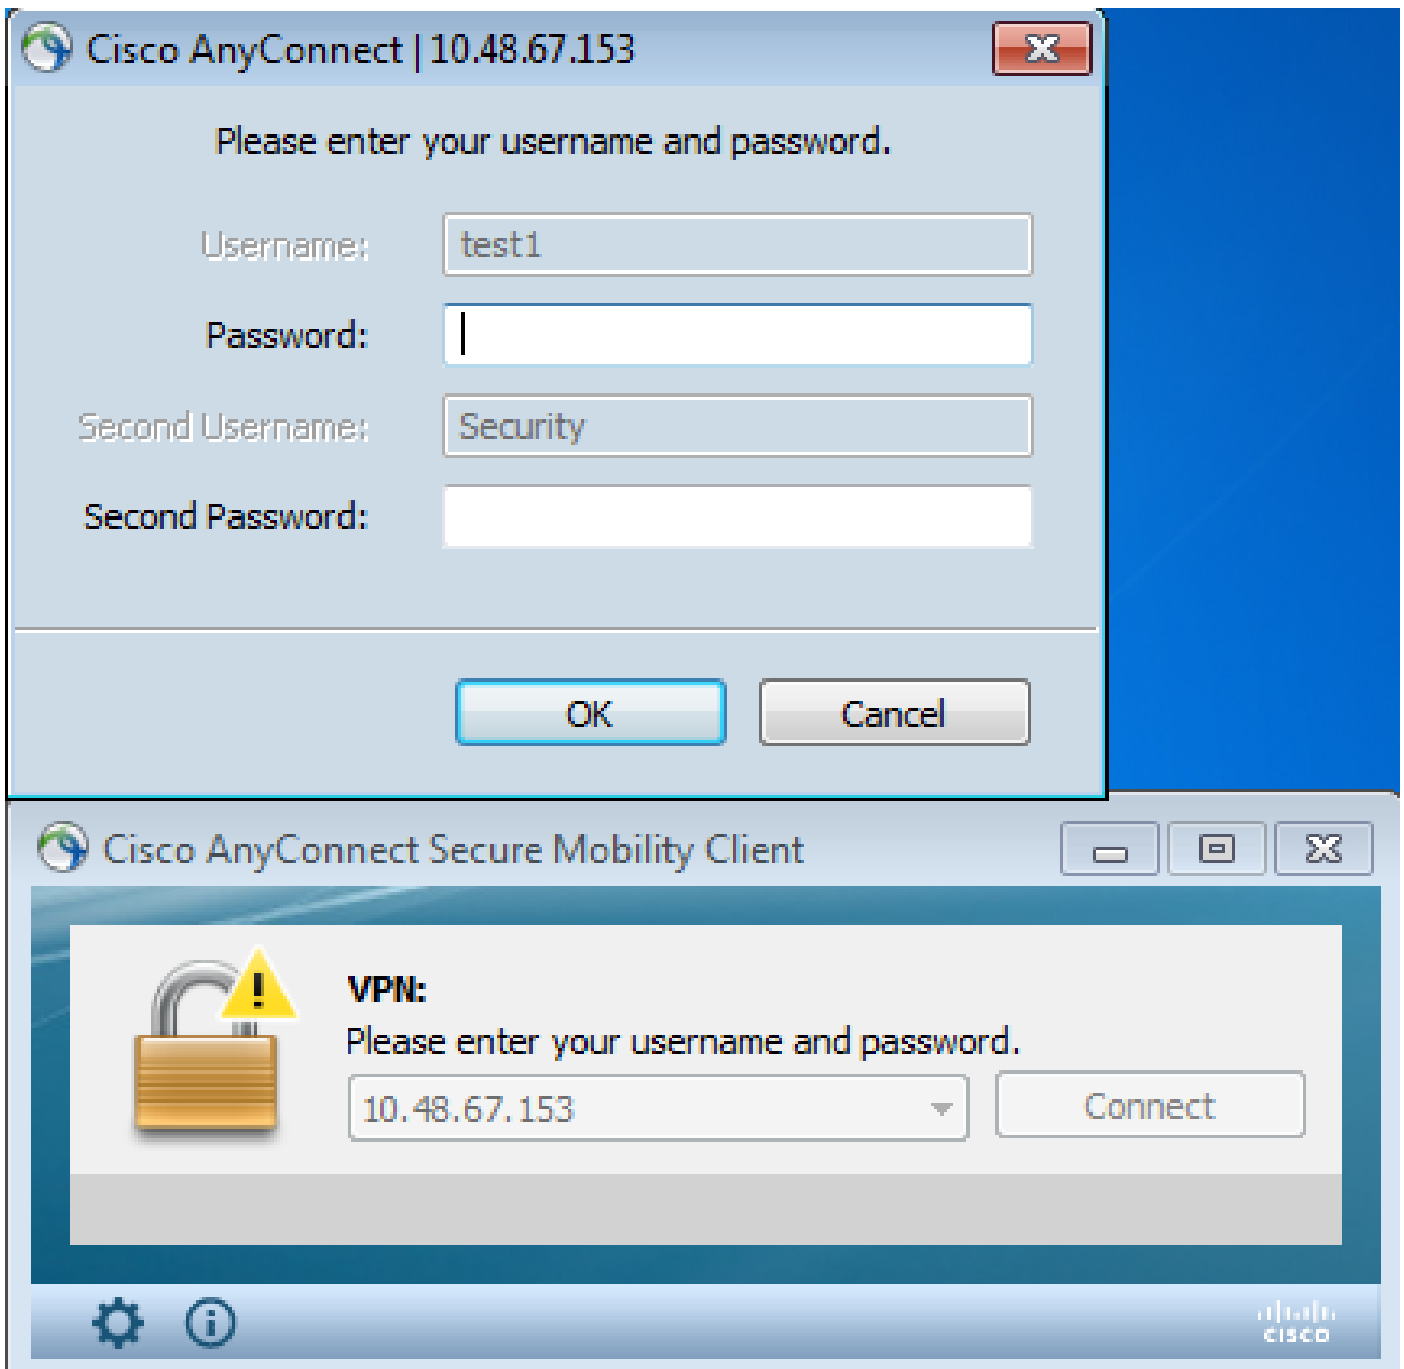 Cisco AnyConnect | 10.48.67.153
Please enter your username and password.
Username: test1
Password:
Second Username: Security
Second Password:
OK Cancel
Cisco AnyConnect Secure Mobility Client
VPN:
Please enter your username and password.
10.48.67.153 Connect
CISCO